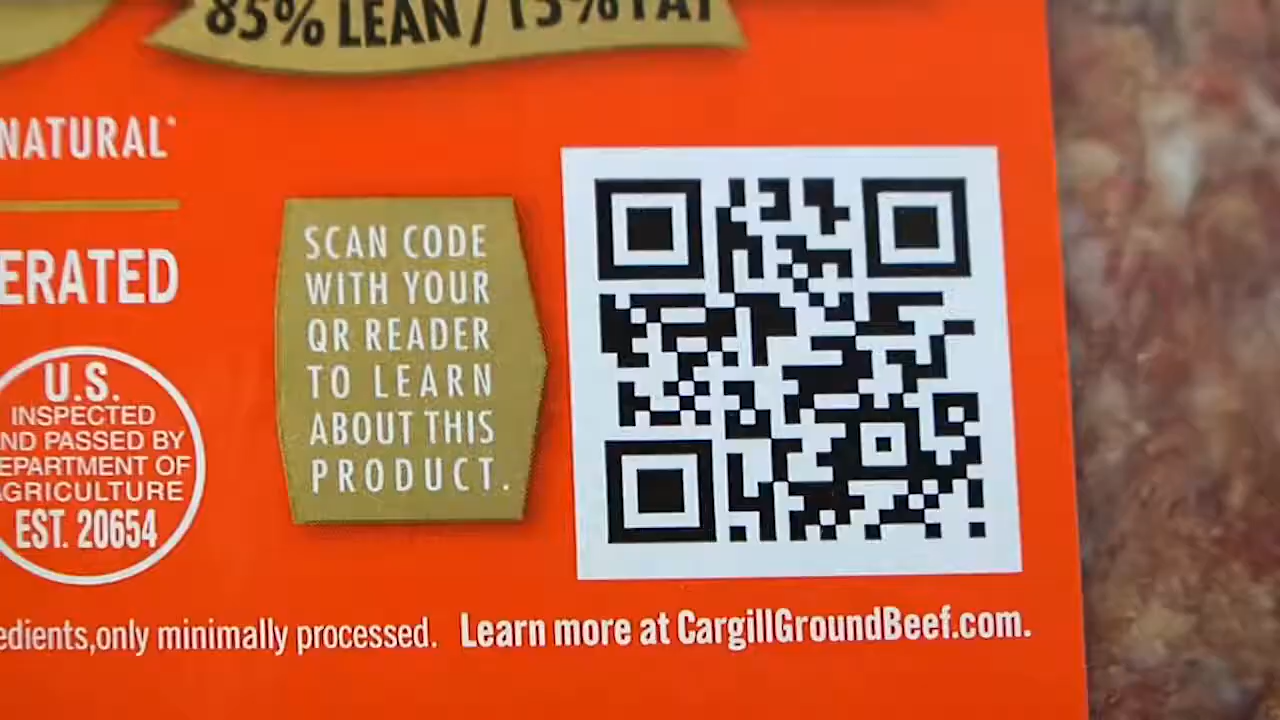 85% LEAN / 15% FAT
NATURAL*
ERATED
SCAN CODE
WITH YOUR
QR READER
TO LEARN
ABOUT THIS
PRODUCT.
U.S.
INSPECTED
ND PASSED BY
EPARTMENT OF
AGRICULTURE
EST. 20654
edients,only minimally processed. Learn more at CargillGroundBeef.com.